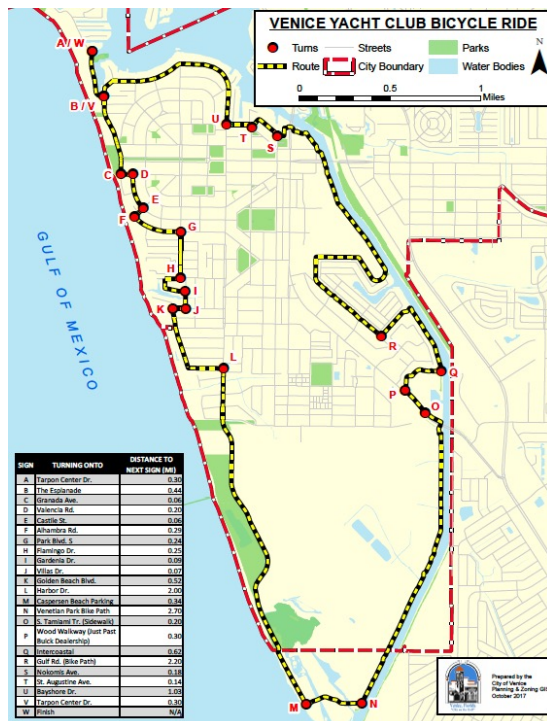 VENICE YACHT CLUB BICYCLE RIDE
Turns Streets Parks
Route City Boundary Water Bodies
N
0 0.5 1
Miles
A / W
B / V
U
T
S
C
D
E
F
G
H
I
K
J
L
R
Q
P
O
M
N
GULF OF MEXICO
SIGN TURNING ONTO DISTANCE TO NEXT SIGN (MI)
A Tarpon Center Dr. 0.30
B The Esplanade 0.44
C Granada Ave. 0.06
D Valencia Rd. 0.20
E Castile St. 0.06
F Alhambra Rd. 0.29
G Park Blvd. S 0.24
H Flamingo Dr. 0.25
I Gardenia Dr. 0.09
J Villas Dr. 0.07
K Golden Beach Blvd. 0.52
L Harbor Dr. 2.00
M Caspersen Beach Parking 0.34
N Venetian Park Bike Path 2.70
O S. Tamiami Tr. (Sidewalk) 0.20
P Wood Walkway (Just Past Buick Dealership) 0.30
Q Intercoastal 0.62
R Gulf Rd. (Bike Path) 2.20
S Nokomis Ave. 0.18
T St. Augustine Ave. 0.14
U Bayshore Dr. 1.03
V Tarpon Center Dr. 0.30
W Finish N/A
Prepared by the
City of Venice
Planning & Zoning GIS
October 2017